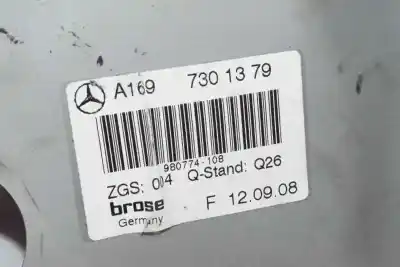 A169 730 13 79
980774-108
ZGS: 004 Q-Stand: Q26
brose F 12.09.08
Germany